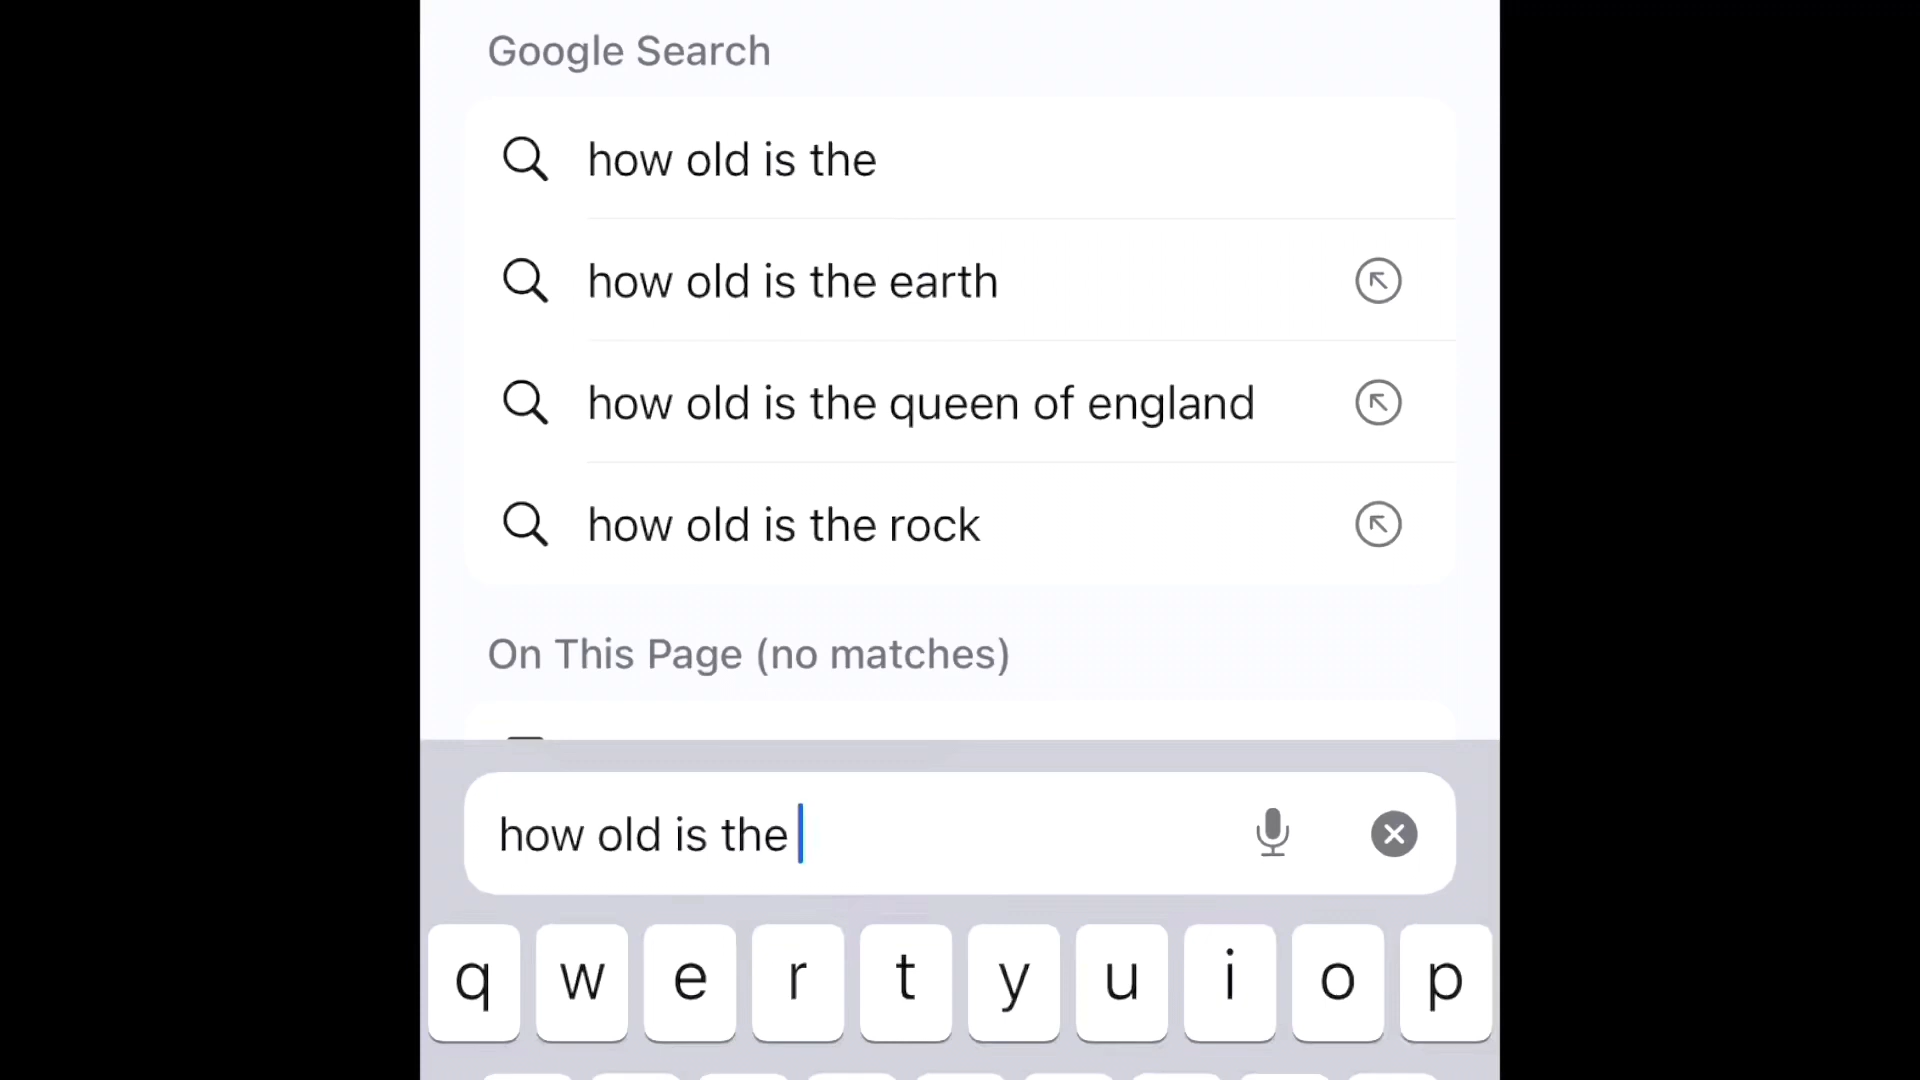 Google Search
how old is the
how old is the earth
how old is the queen of england
how old is the rock
On This Page (no matches)
how old is the
q w e r t y u i o p